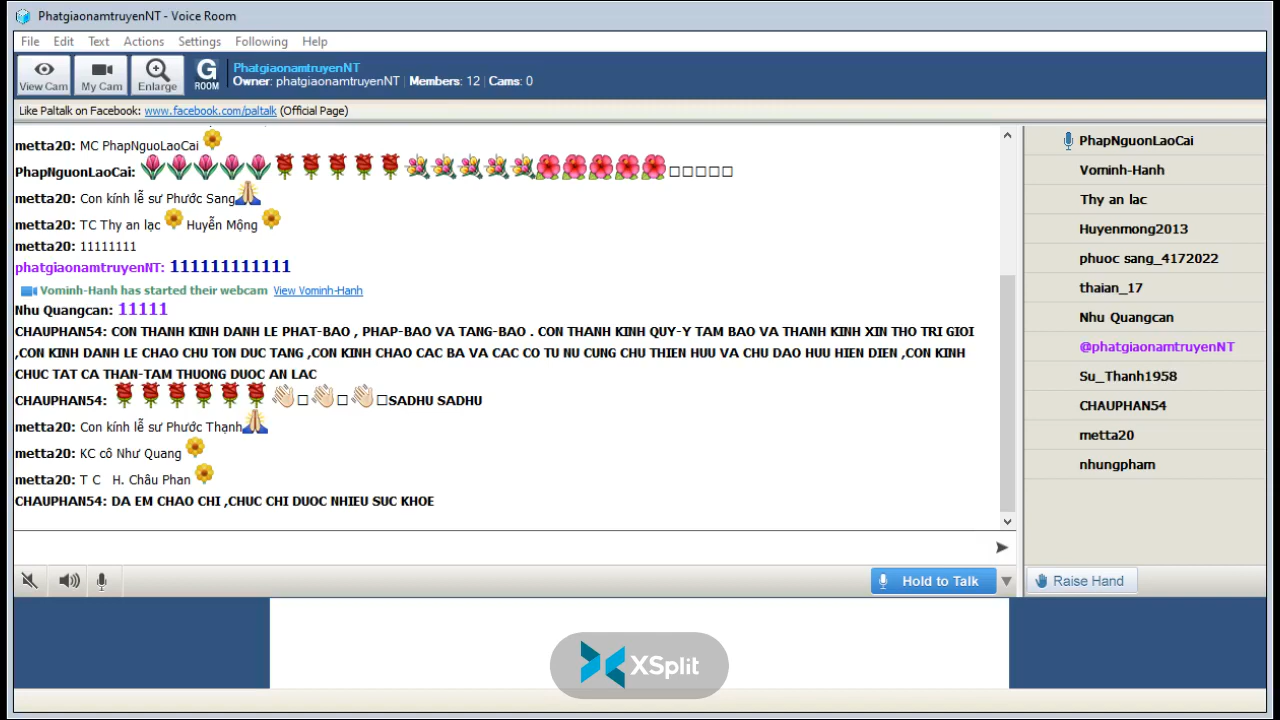 PhatgiaonamtruyenNT - Voice Room
File Edit Text Actions Settings Following Help
View Cam My Cam Enlarge G ROOM
PhatgiaonamtruyenNT
Owner: phatgiaonamtruyenNT | Members: 12 | Cams: 0
Like Paltalk on Facebook: www.facebook.com/paltalk (Official Page)
metta20: MC PhapNguoLaoCai
PhapNguonLaoCai:
metta20: Con kính lễ sư Phước Sang
metta20: TC Thy an lạc Huyễn Mộng
metta20: 11111111
phatgiaonamtruyenNT: 111111111111
Vominh-Hanh has started their webcam View Vominh-Hanh
Nhu Quangcan: 11111
CHAUPHAN54: CON THANH KINH DANH LE PHAT-BAO , PHAP-BAO VA TANG-BAO . CON THANH KINH QUY-Y TAM BAO VA THANH KINH XIN THO TRI GIOI
,CON KINH DANH LE CHAO CHU TON DUC TANG ,CON KINH CHAO CAC BA VA CAC CO TU NU CUNG CHU THIEN HUU VA CHU DAO HUU HIEN DIEN ,CON KINH
CHUC TAT CA THAN-TAM THUONG DUOC AN LAC
CHAUPHAN54: SADHU SADHU
metta20: Con kính lễ sư Phước Thạnh
metta20: KC cô Như Quang
metta20: T C H. Châu Phan
CHAUPHAN54: DA EM CHAO CHI ,CHUC CHI DUOC NHIEU SUC KHOE
PhapNguonLaoCai
Vominh-Hanh
Thy an lac
Huyenmong2013
phuoc sang_4172022
thaian_17
Nhu Quangcan
@phatgiaonamtruyenNT
Su_Thanh1958
CHAUPHAN54
metta20
nhungpham
Hold to Talk
Raise Hand
XSplit